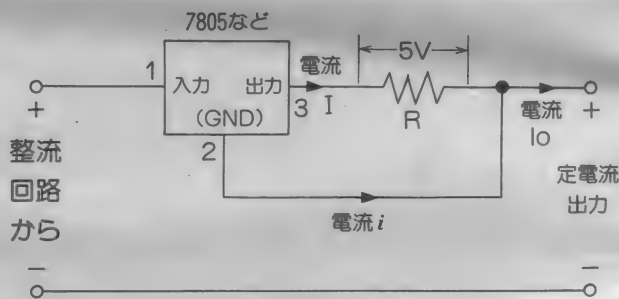 7805など
1
入力
出力
(GND)
2
3
電流
I
5V
R
電流
Io
+
整流
回路
から
−
電流i
+
定電流
出力
−